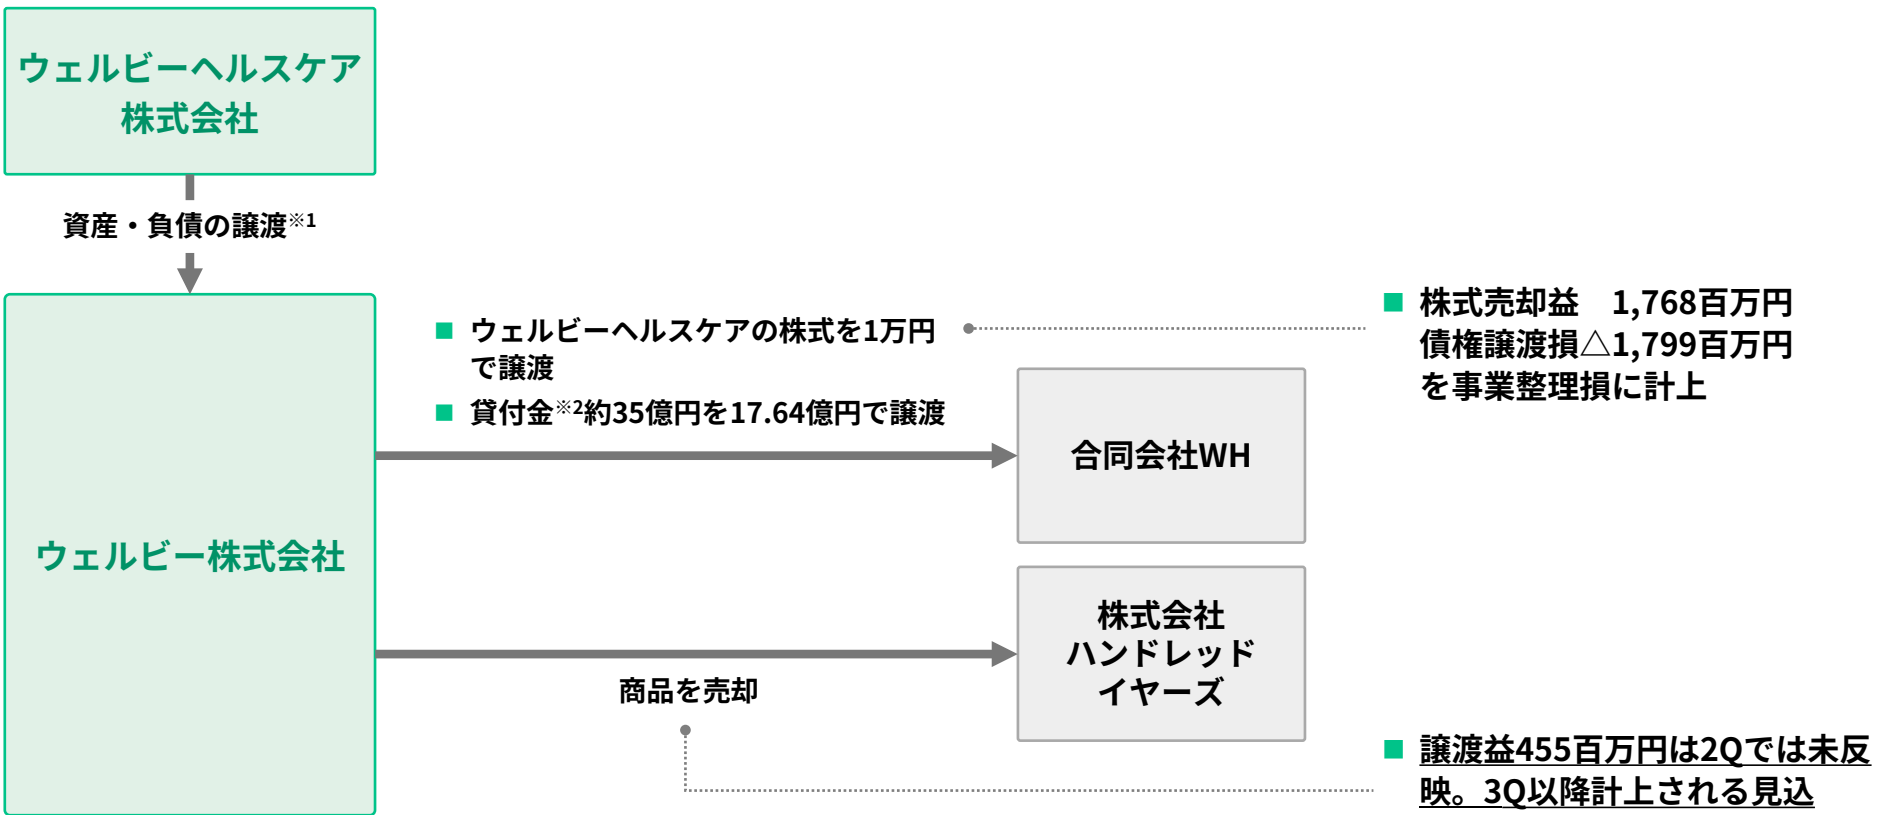 ウェルビーヘルスケア
株式会社
資産・負債の譲渡※1
ウェルビー株式会社
■ ウェルビーヘルスケアの株式を1万円
で譲渡
■ 貸付金※2約35億円を17.64億円で譲渡
■ 株式売却益　1,768百万円
債権譲渡損△1,799百万円
を事業整理損に計上
合同会社WH
株式会社
ハンドレッド
イヤーズ
商品を売却
■ 譲渡益455百万円は2Qでは未反
映。3Q以降計上される見込